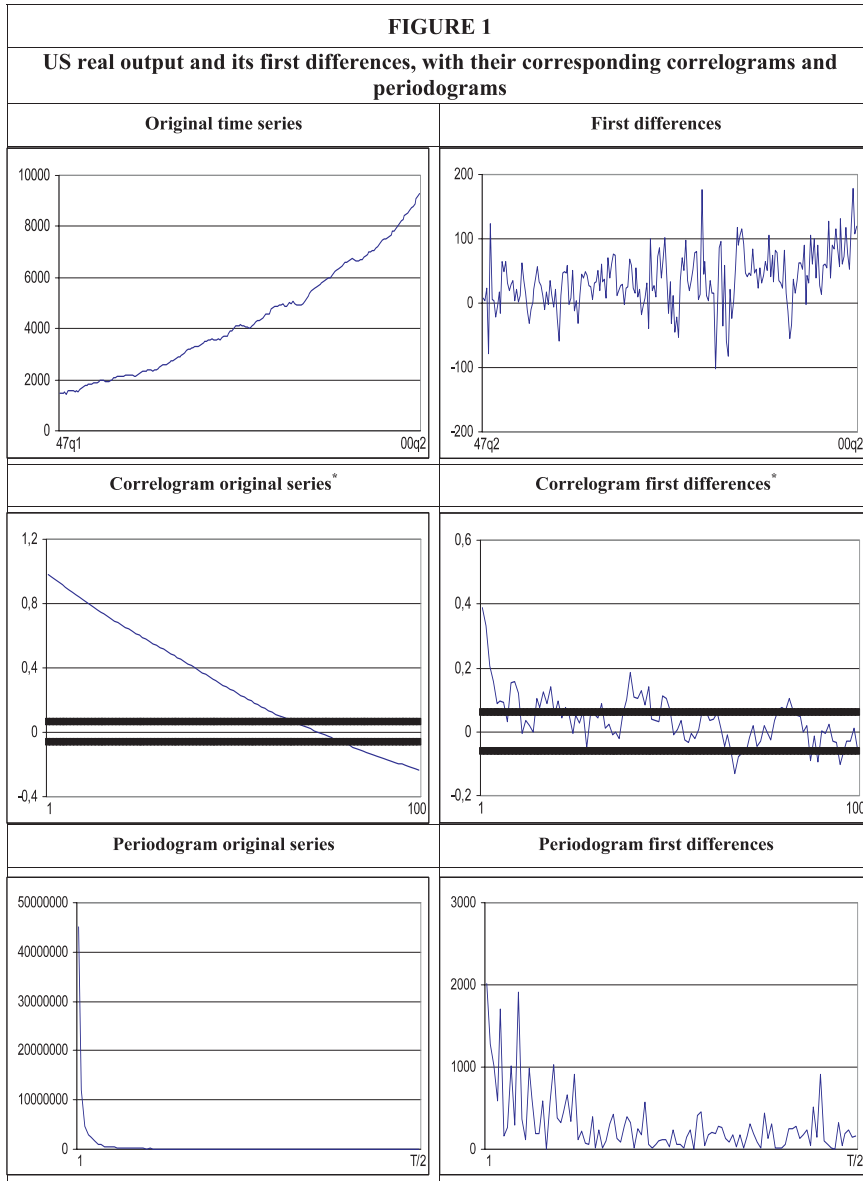 FIGURE 1
US real output and its first differences, with their corresponding correlograms and
periodograms
Original time series
First differences
10000
8000
6000
4000
2000
0
47q1
00q2
200
100
0
-100
-200
47q2
00q2
Correlogram original series*
Correlogram first differences*
1,2
0,8
0,4
0
-0,4
1
100
0,6
0,4
0,2
0
-0,2
1
100
Periodogram original series
Periodogram first differences
50000000
40000000
30000000
20000000
10000000
0
1
T/2
3000
2000
1000
0
1
T/2